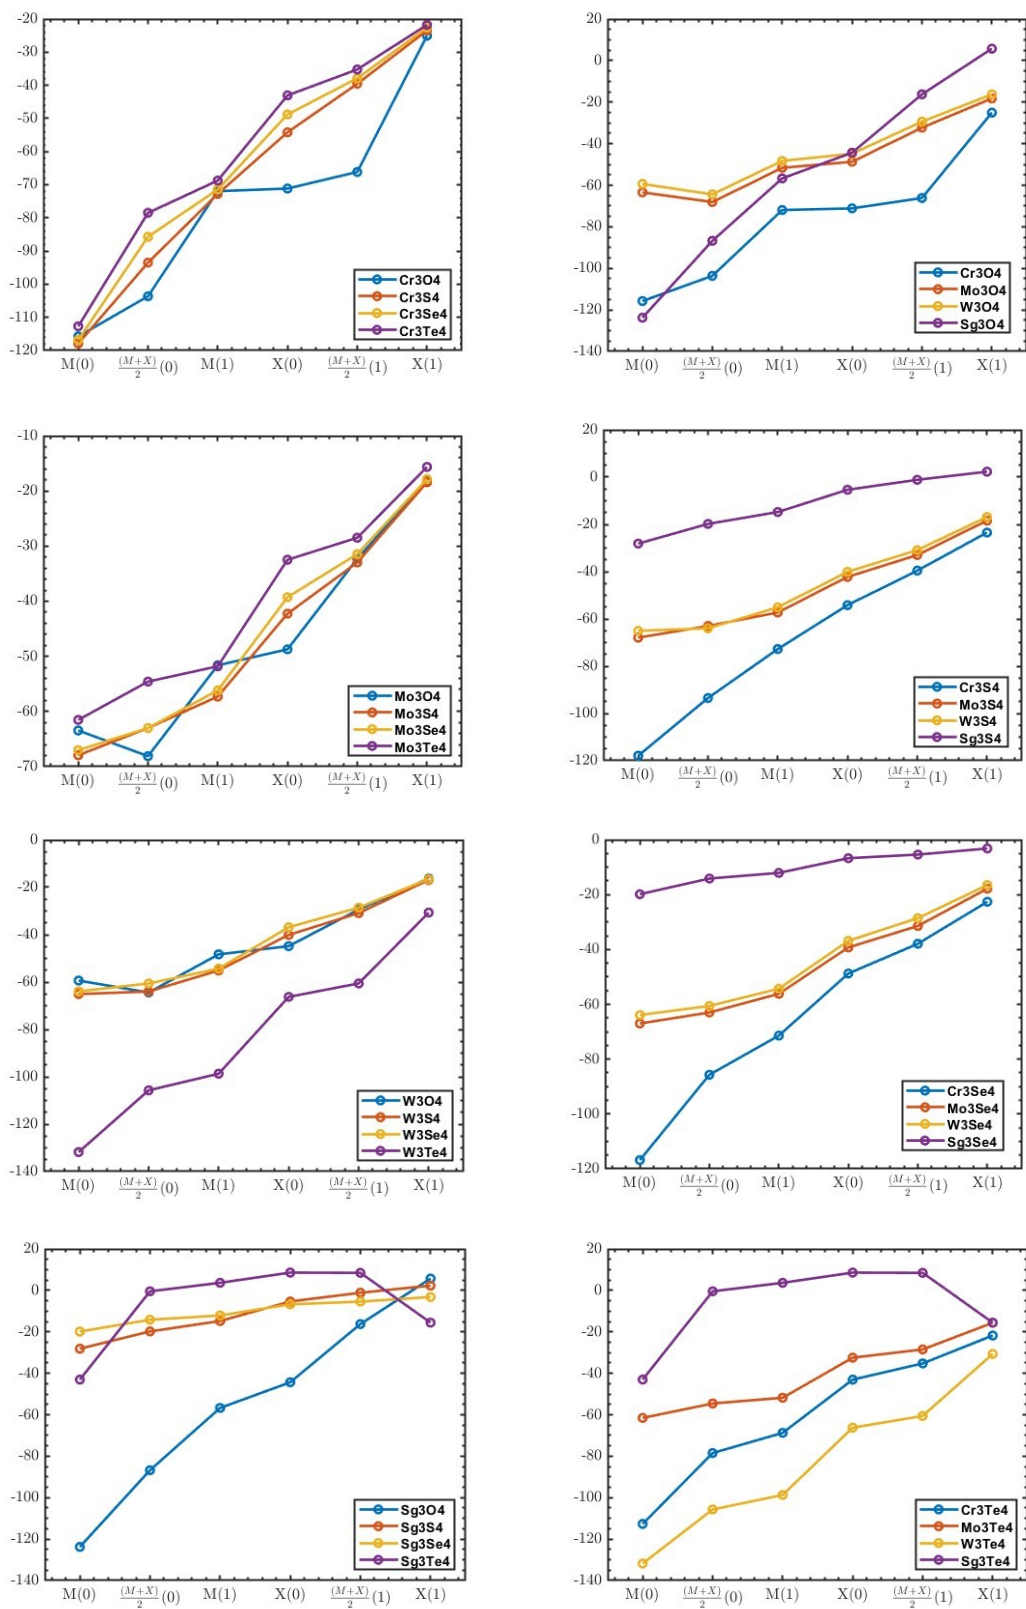 -20
-30
-40
-50
-60
-70
-80
-90
-100
-110
-120
M(0) (M+X)/2 (0) M(1) X(0) (M+X)/2 (1) X(1)
Cr3O4
Cr3S4
Cr3Se4
Cr3Te4
20
0
-20
-40
-60
-80
-100
-120
-140
M(0) (M+X)/2 (0) M(1) X(0) (M+X)/2 (1) X(1)
Cr3O4
Mo3O4
W3O4
Sg3O4
-10
-20
-30
-40
-50
-60
-70
M(0) (M+X)/2 (0) M(1) X(0) (M+X)/2 (1) X(1)
Mo3O4
Mo3S4
Mo3Se4
Mo3Te4
20
0
-20
-40
-60
-80
-100
-120
M(0) (M+X)/2 (0) M(1) X(0) (M+X)/2 (1) X(1)
Cr3S4
Mo3S4
W3S4
Sg3S4
0
-20
-40
-60
-80
-100
-120
-140
M(0) (M+X)/2 (0) M(1) X(0) (M+X)/2 (1) X(1)
W3O4
W3S4
W3Se4
W3Te4
0
-20
-40
-60
-80
-100
-120
M(0) (M+X)/2 (0) M(1) X(0) (M+X)/2 (1) X(1)
Cr3Se4
Mo3Se4
W3Se4
Sg3Se4
20
0
-20
-40
-60
-80
-100
-120
-140
M(0) (M+X)/2 (0) M(1) X(0) (M+X)/2 (1) X(1)
Sg3O4
Sg3S4
Sg3Se4
Sg3Te4
20
0
-20
-40
-60
-80
-100
-120
-140
M(0) (M+X)/2 (0) M(1) X(0) (M+X)/2 (1) X(1)
Cr3Te4
Mo3Te4
W3Te4
Sg3Te4